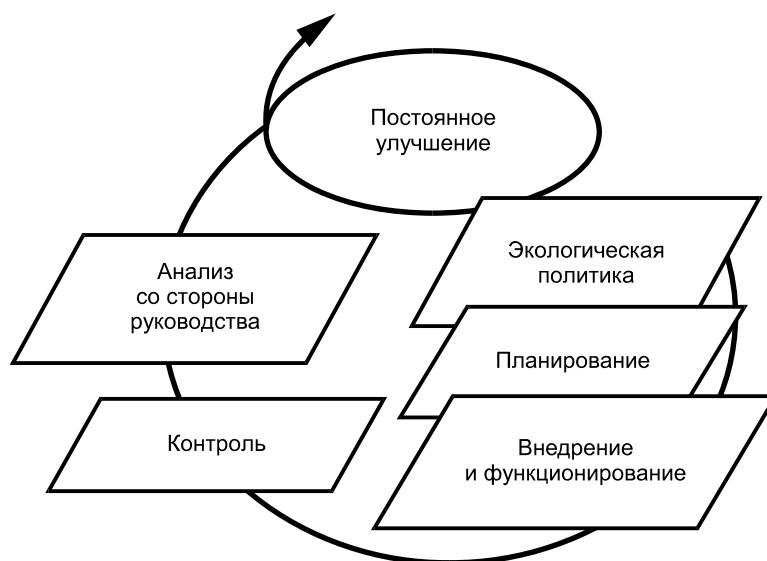 Постоянное
улучшение
Экологическая
политика
Планирование
Внедрение
и функционирование
Контроль
Анализ
со стороны
руководства